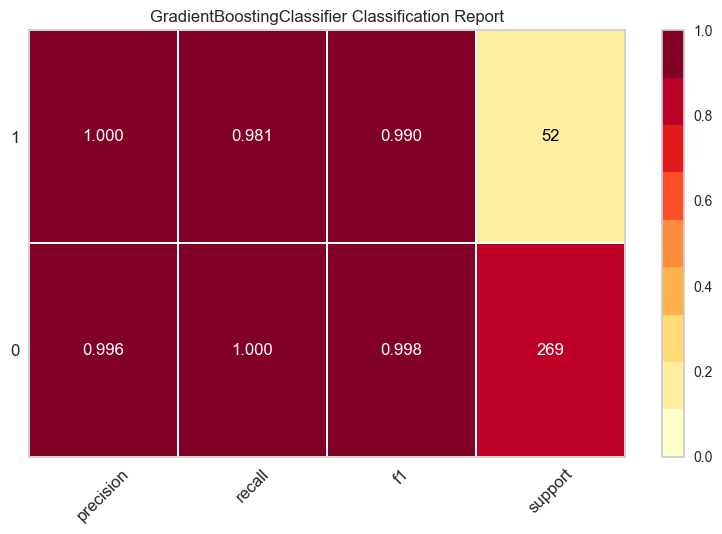 GradientBoostingClassifier Classification Report
1 1.000 0.981 0.990 52
0 0.996 1.000 0.998 269
precision recall f1 support
1.0
0.8
0.6
0.4
0.2
0.0